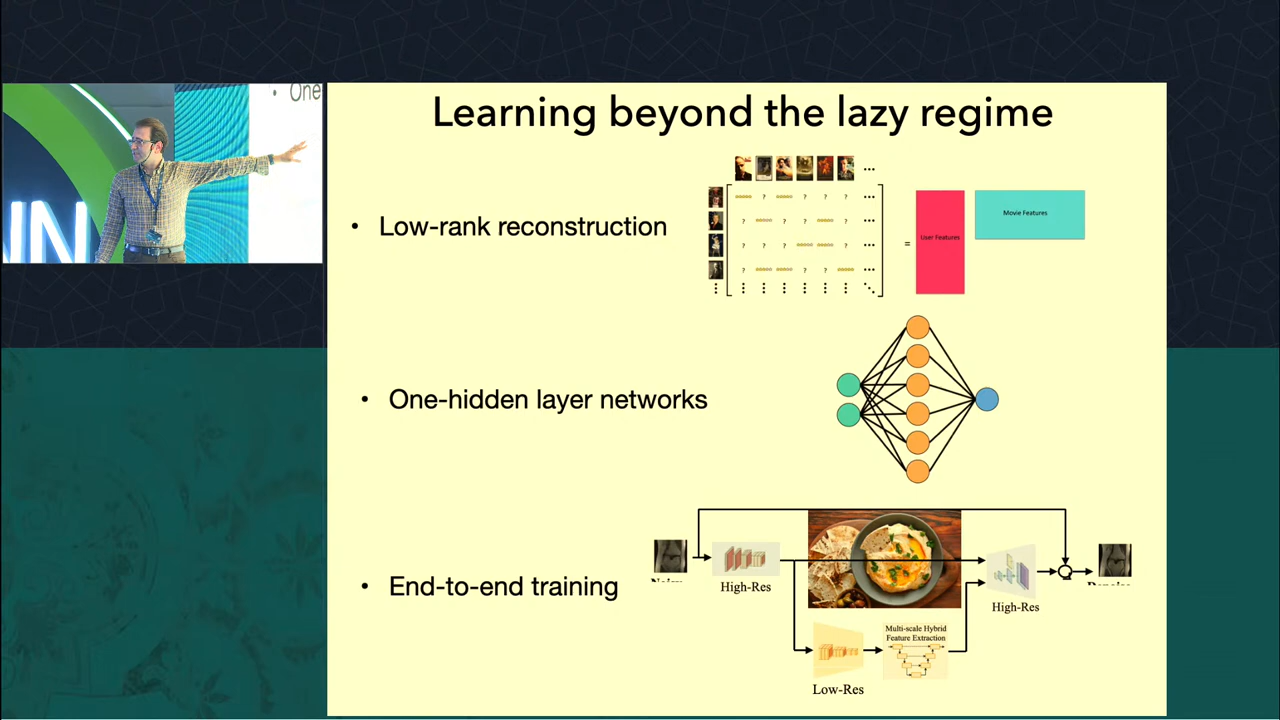 • One
IN
Learning beyond the lazy regime
• Low-rank reconstruction
? ? ? ?
? ? ? ?
? ? ? ?
? ? ?
=
User Features
Movie Features
• One-hidden layer networks
• End-to-end training
High-Res
High-Res
Multi-scale Hybrid
Feature Extraction
Low-Res